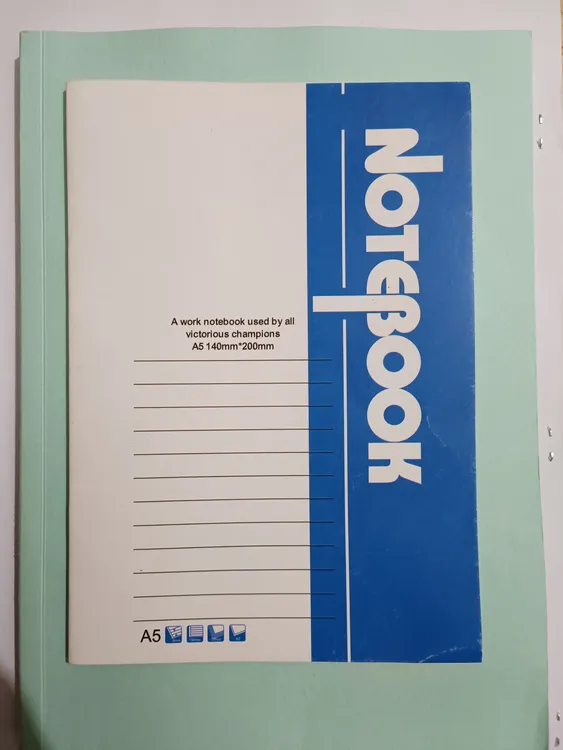 NOTEBOOK
A work notebook used by all
victorious champions
A5 140mm*200mm
A5